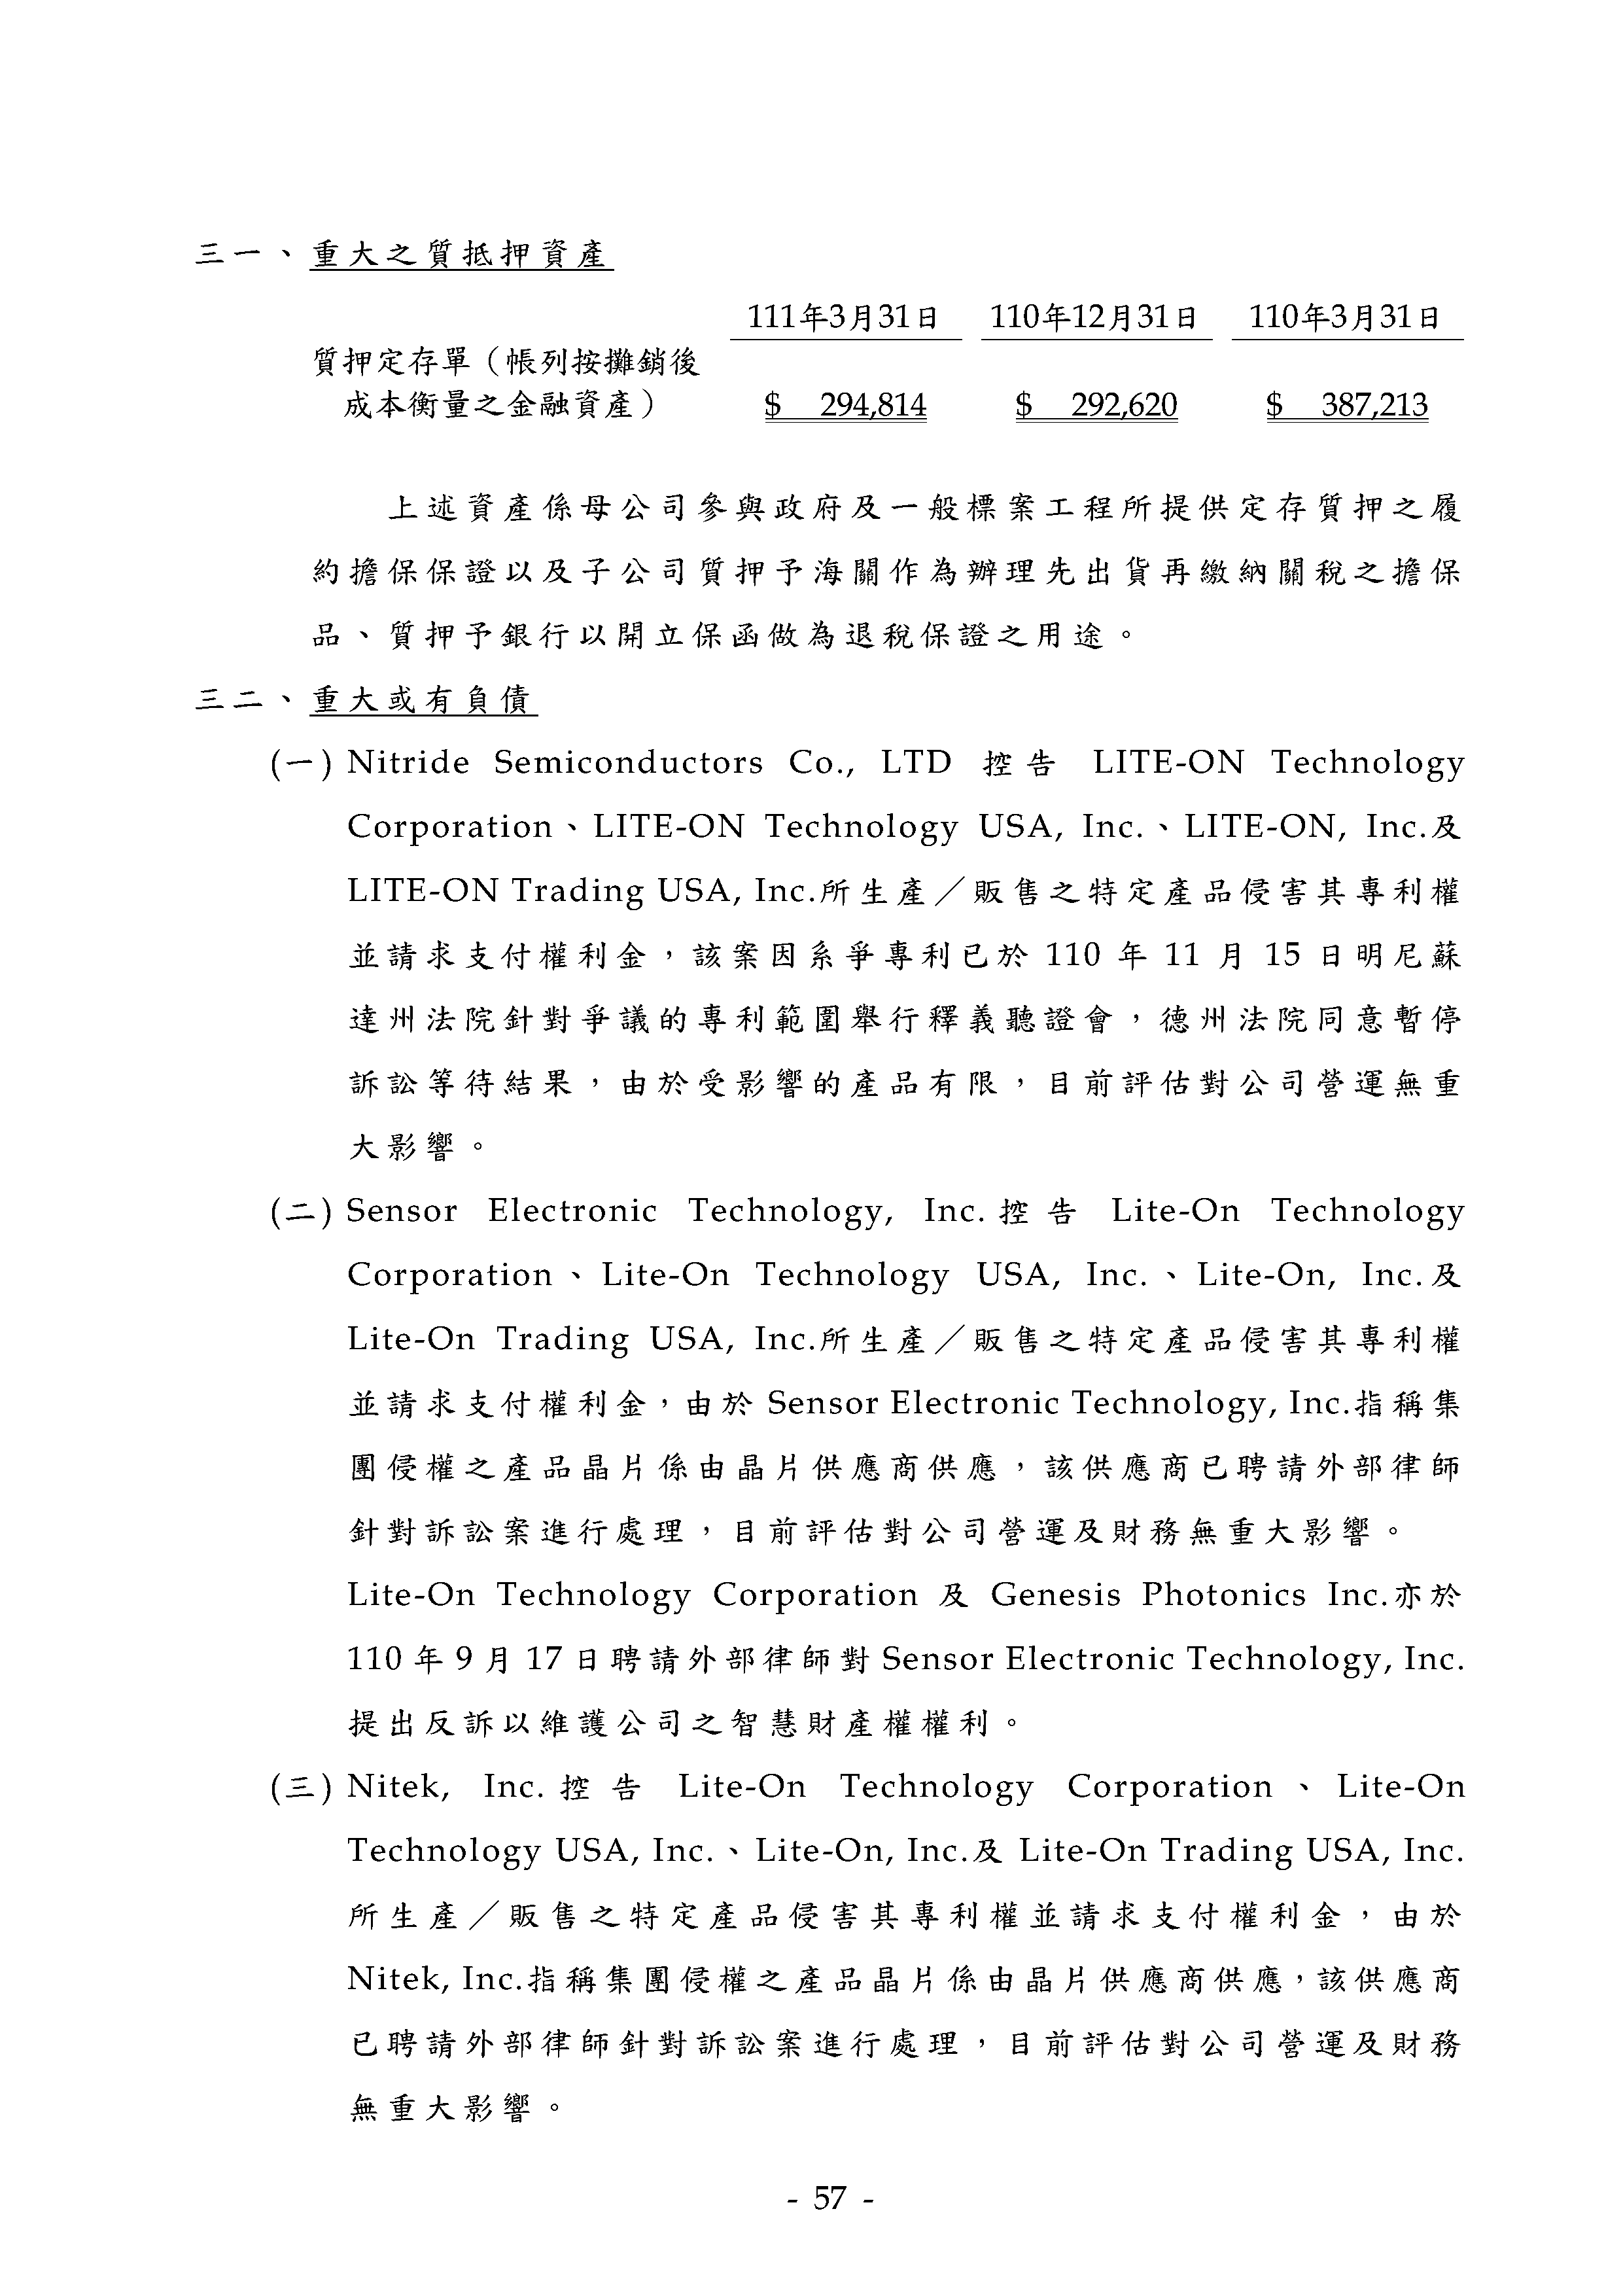 三一、重大之質抵押資產
111年3月31日 110年12月31日 110年3月31日
質押定存單（帳列按攤銷後
成本衡量之金融資產） $ 294,814 $ 292,620 $ 387,213
上述資產係母公司參與政府及一般標案工程所提供定存質押之履
約擔保保證以及子公司質押予海關作為辦理先出貨再繳納關稅之擔保
品、質押予銀行以開立保函做為退稅保證之用途。
三二、重大或有負債
(一) Nitride Semiconductors Co., LTD 控告 LITE-ON Technology
Corporation、LITE-ON Technology USA, Inc.、LITE-ON, Inc.及
LITE-ON Trading USA, Inc.所生產／販售之特定產品侵害其專利權
並請求支付權利金，該案因系爭專利已於 110 年 11 月 15 日明尼蘇
達州法院針對爭議的專利範圍舉行釋義聽證會，德州法院同意暫停
訴訟等待結果，由於受影響的產品有限，目前評估對公司營運無重
大影響。
(二) Sensor Electronic Technology, Inc.控告 Lite-On Technology
Corporation、Lite-On Technology USA, Inc.、Lite-On, Inc.及
Lite-On Trading USA, Inc.所生產／販售之特定產品侵害其專利權
並請求支付權利金，由於 Sensor Electronic Technology, Inc.指稱集
團侵權之產品晶片係由晶片供應商供應，該供應商已聘請外部律師
針對訴訟案進行處理，目前評估對公司營運及財務無重大影響。
Lite-On Technology Corporation 及 Genesis Photonics Inc.亦於
110 年 9 月 17 日聘請外部律師對 Sensor Electronic Technology, Inc.
提出反訴以維護公司之智慧財產權權利。
(三) Nitek, Inc.控告 Lite-On Technology Corporation、Lite-On
Technology USA, Inc.、Lite-On, Inc.及 Lite-On Trading USA, Inc.
所生產／販售之特定產品侵害其專利權並請求支付權利金，由於
Nitek, Inc.指稱集團侵權之產品晶片係由晶片供應商供應，該供應商
已聘請外部律師針對訴訟案進行處理，目前評估對公司營運及財務
無重大影響。
- 57 -